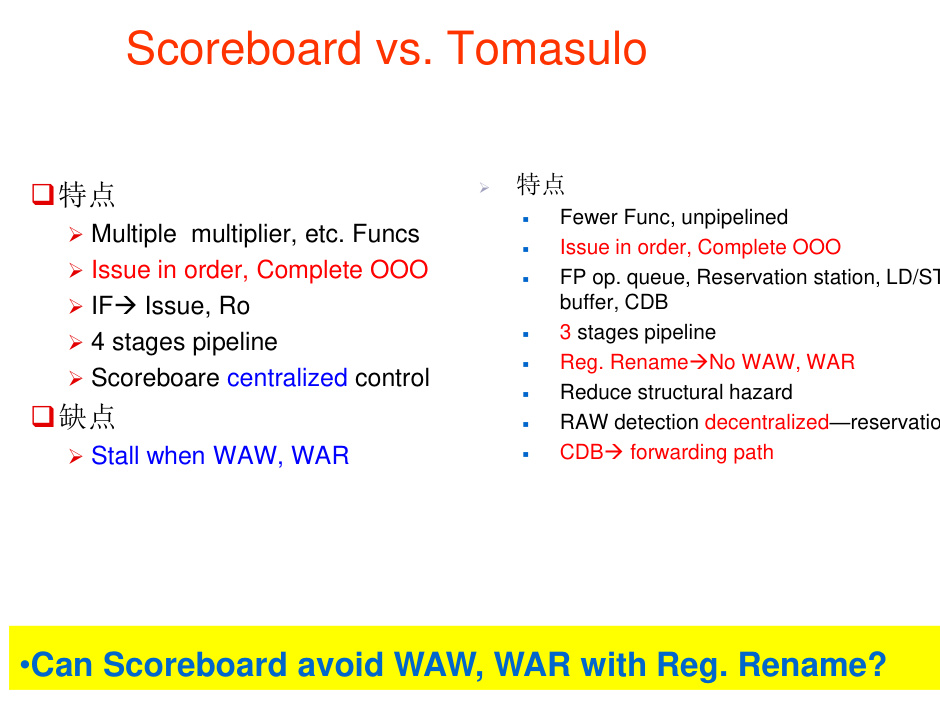 Scoreboard vs. Tomasulo
特点
Multiple multiplier, etc. Funcs
Issue in order, Complete OOO
IF→ Issue, Ro
4 stages pipeline
Scoreboare centralized control
缺点
Stall when WAW, WAR
特点
Fewer Func, unpipelined
Issue in order, Complete OOO
FP op. queue, Reservation station, LD/ST
buffer, CDB
3 stages pipeline
Reg. Rename→No WAW, WAR
Reduce structural hazard
RAW detection decentralized—reservatio
CDB→ forwarding path
•Can Scoreboard avoid WAW, WAR with Reg. Rename?